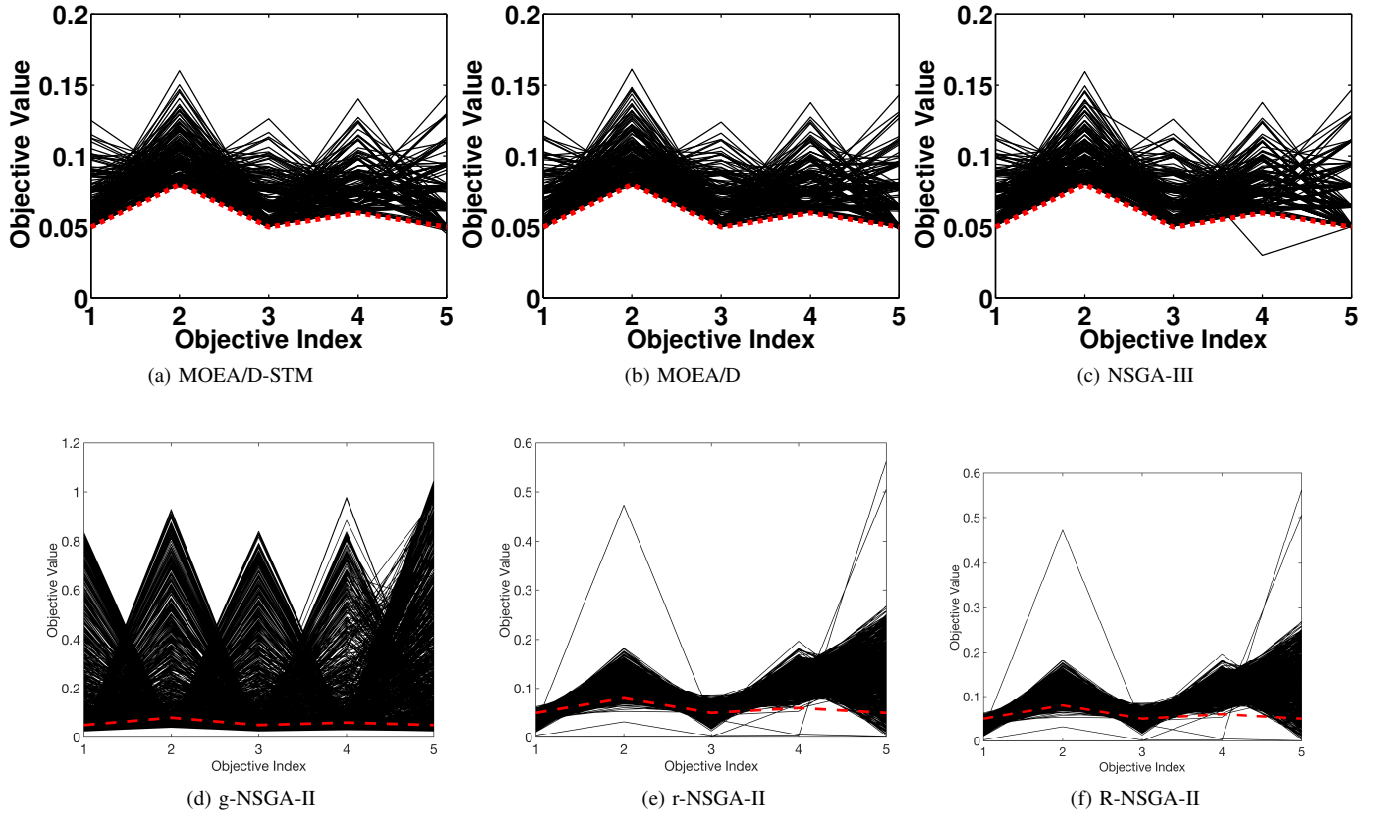 0.2
0.15
0.1
0.05
0
Objective Value
1 2 3 4 5
Objective Index
(a) MOEA/D-STM
0.2
0.15
0.1
0.05
0
Objective Value
1 2 3 4 5
Objective Index
(b) MOEA/D
0.2
0.15
0.1
0.05
0
Objective Value
1 2 3 4 5
Objective Index
(c) NSGA-III
1.2
1
0.8
0.6
0.4
0.2
0
Objective Value
1 2 3 4 5
Objective Index
(d) g-NSGA-II
0.6
0.5
0.4
0.3
0.2
0.1
0
Objective Value
1 2 3 4 5
Objective Index
(e) r-NSGA-II
0.6
0.5
0.4
0.3
0.2
0.1
0
Objective Value
1 2 3 4 5
Objective Index
(f) R-NSGA-II